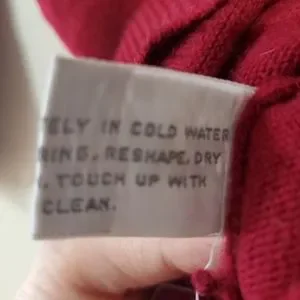 TELY IN COLD WATER
RING. RESHAPE, DRY
. TOUCH UP WITH
CLEAN.